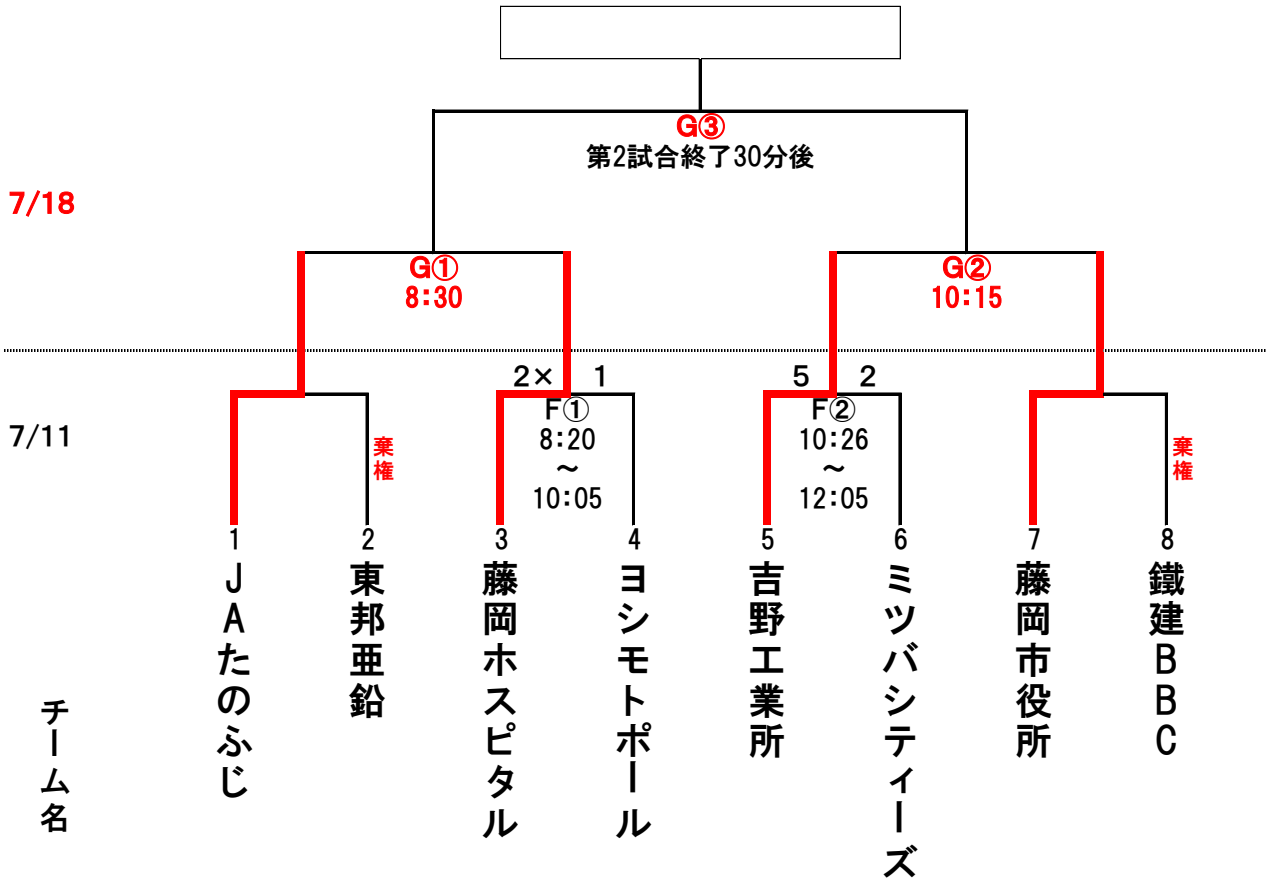 G③
第2試合終了30分後
7/18
G①
8:30
G②
10:15
2× 1
5 2
7/11
F①
8:20
～
10:05
F②
10:26
～
12:05
棄権
棄権
1
2
3
4
5
6
7
8
チーム名
JAたのふじ
東邦亜鉛
藤岡ホスピタル
ヨシモトポール
吉野工業所
ミツバシティーズ
藤岡市役所
鐵建BBC